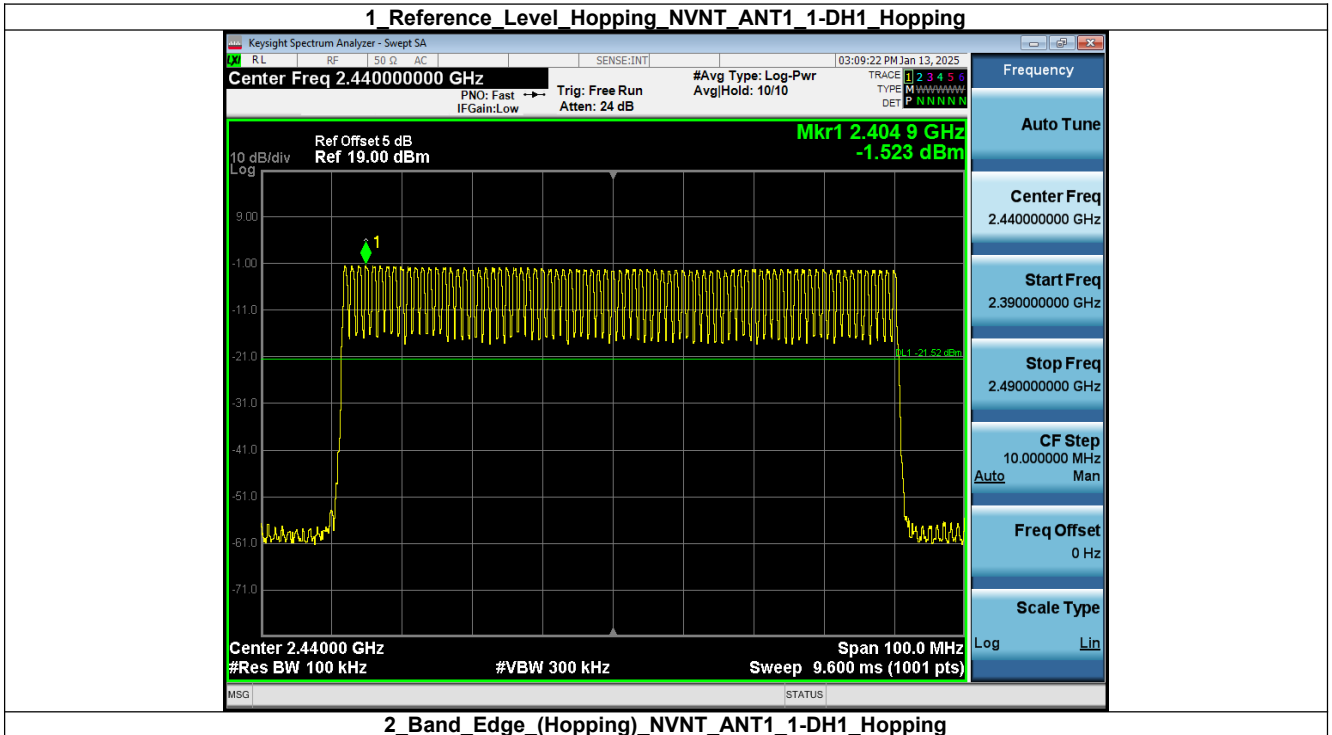 1_Reference_Level_Hopping_NVNT_ANT1_1-DH1_Hopping
Keysight Spectrum Analyzer - Swept SA
LXI RL RF 50 Ω AC SENSE:INT 03:09:22 PM Jan 13, 2025
Center Freq 2.440000000 GHz
PNO: Fast
IFGain:Low
Trig: Free Run
Atten: 24 dB
#Avg Type: Log-Pwr
Avg|Hold: 10/10
TRACE 1 2 3 4 5 6
TYPE M WWWWW
DET P N N N N N
Ref Offset 5 dB
10 dB/div Ref 19.00 dBm
Log
Mkr1 2.404 9 GHz
-1.523 dBm
9.00
1
-1.00
-11.0
-21.0
DL1 -21.52 dBm
-31.0
-41.0
-51.0
-61.0
-71.0
Center 2.44000 GHz Span 100.0 MHz
#Res BW 100 kHz #VBW 300 kHz Sweep 9.600 ms (1001 pts)
MSG STATUS
Frequency
Auto Tune
Center Freq
2.440000000 GHz
Start Freq
2.390000000 GHz
Stop Freq
2.490000000 GHz
CF Step
10.000000 MHz
Auto Man
Freq Offset
0 Hz
Scale Type
Log Lin
2_Band_Edge_(Hopping)_NVNT_ANT1_1-DH1_Hopping